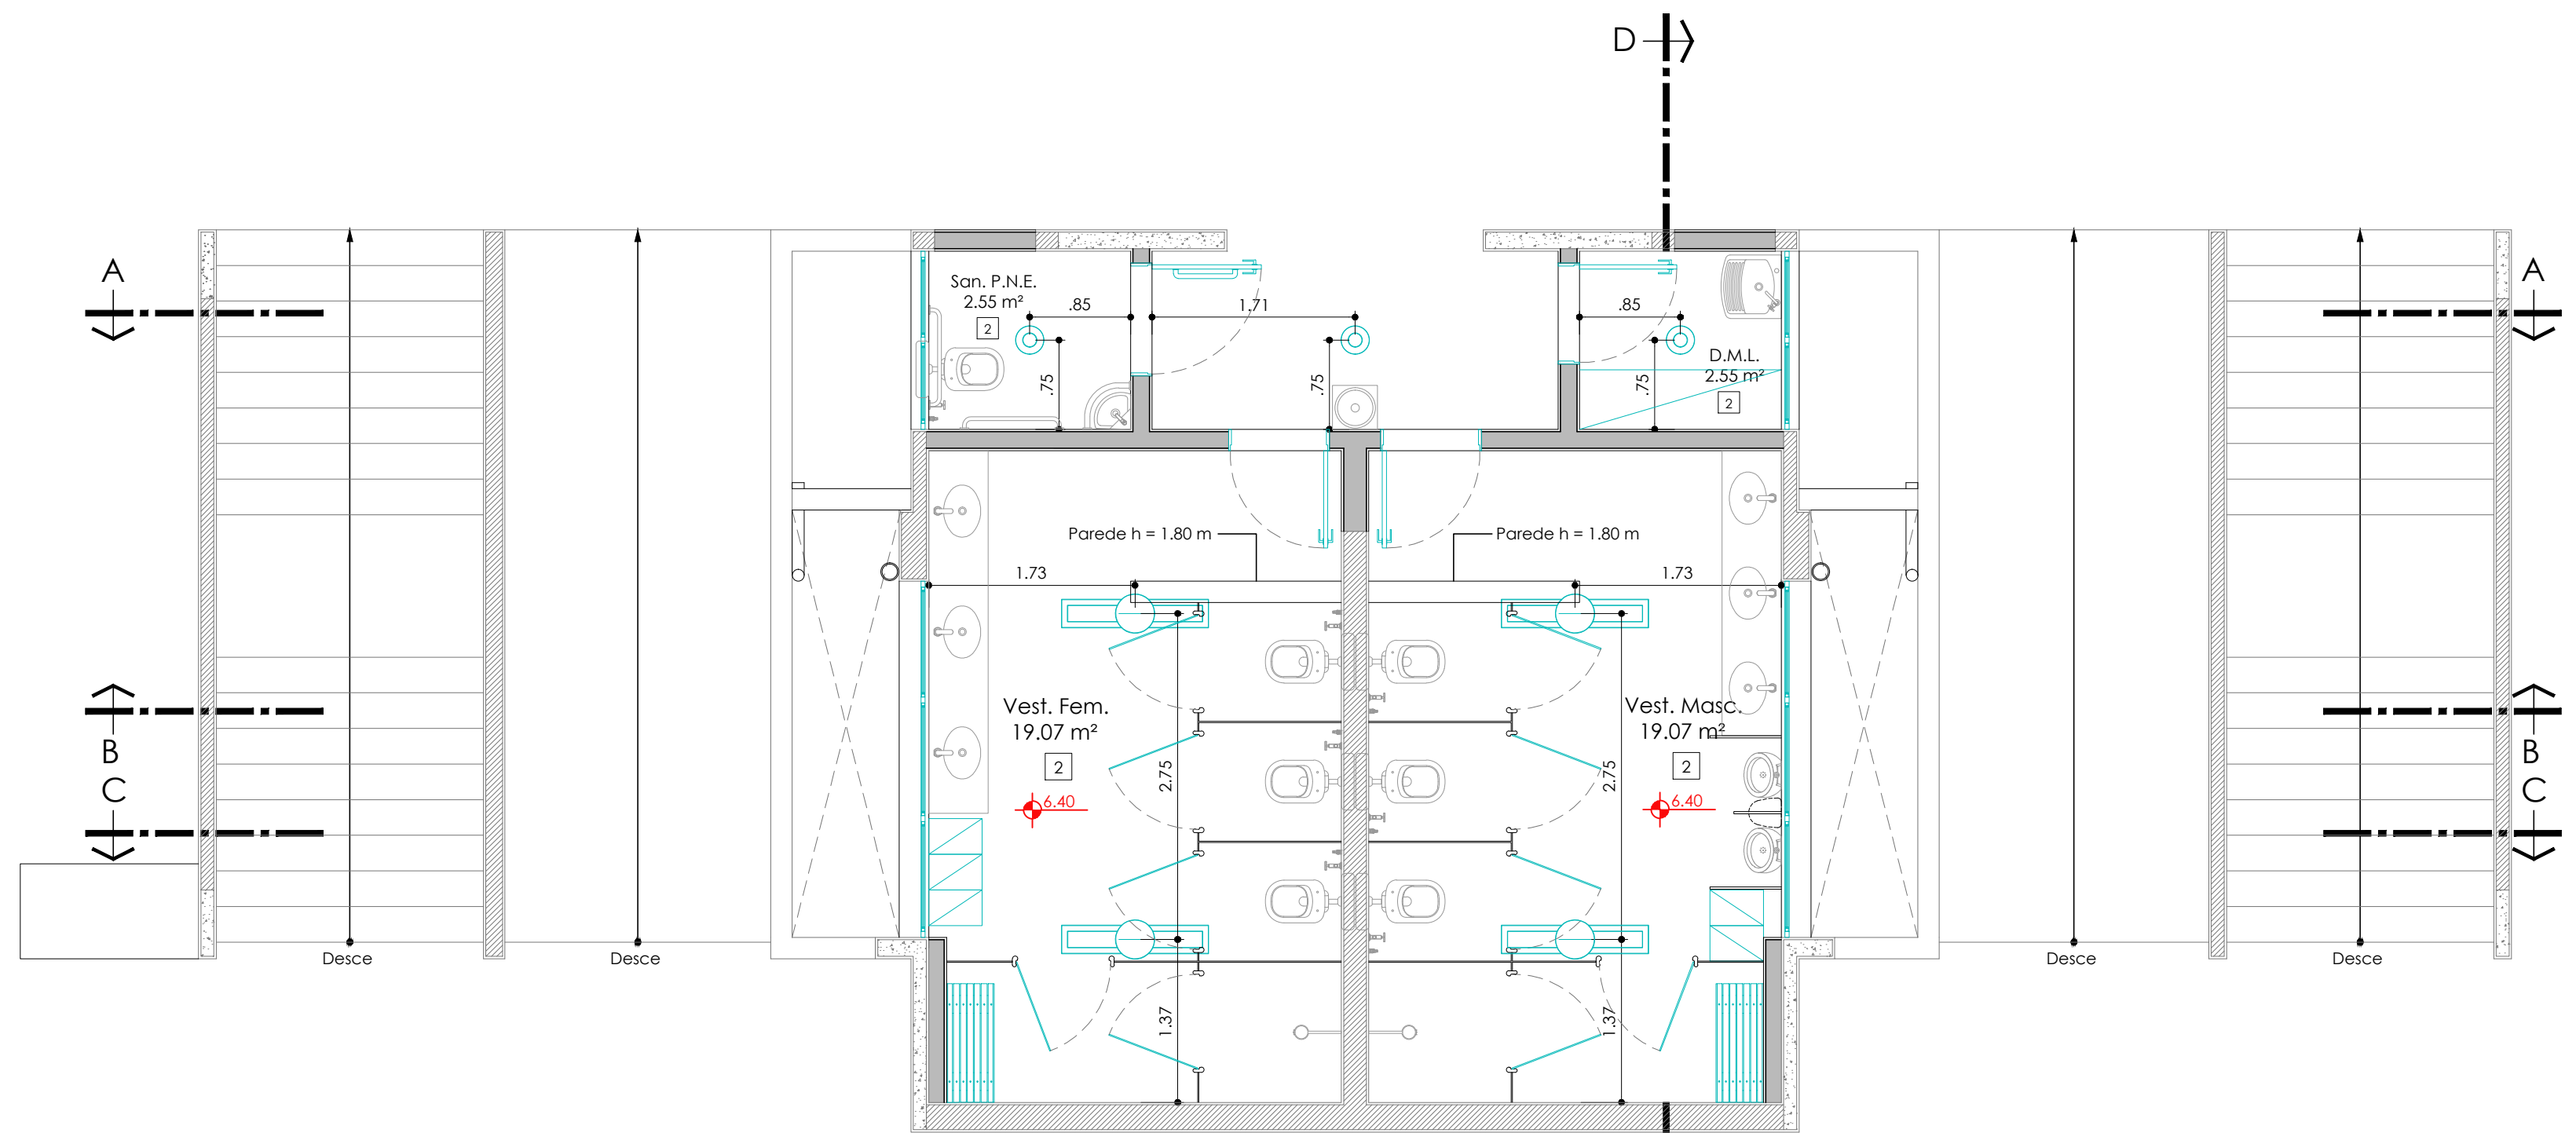 D
A
A
San. P.N.E.
2.55 m²
2
.85
1.71
.85
.75
.75
.75
D.M.L.
2.55 m²
2
Parede h = 1.80 m
Parede h = 1.80 m
1.73
1.73
Vest. Fem.
19.07 m²
2
6.40
2.75
Vest. Masc.
19.07 m²
2
6.40
2.75
B
C
B
C
Desce
Desce
Desce
Desce
1.37
1.37